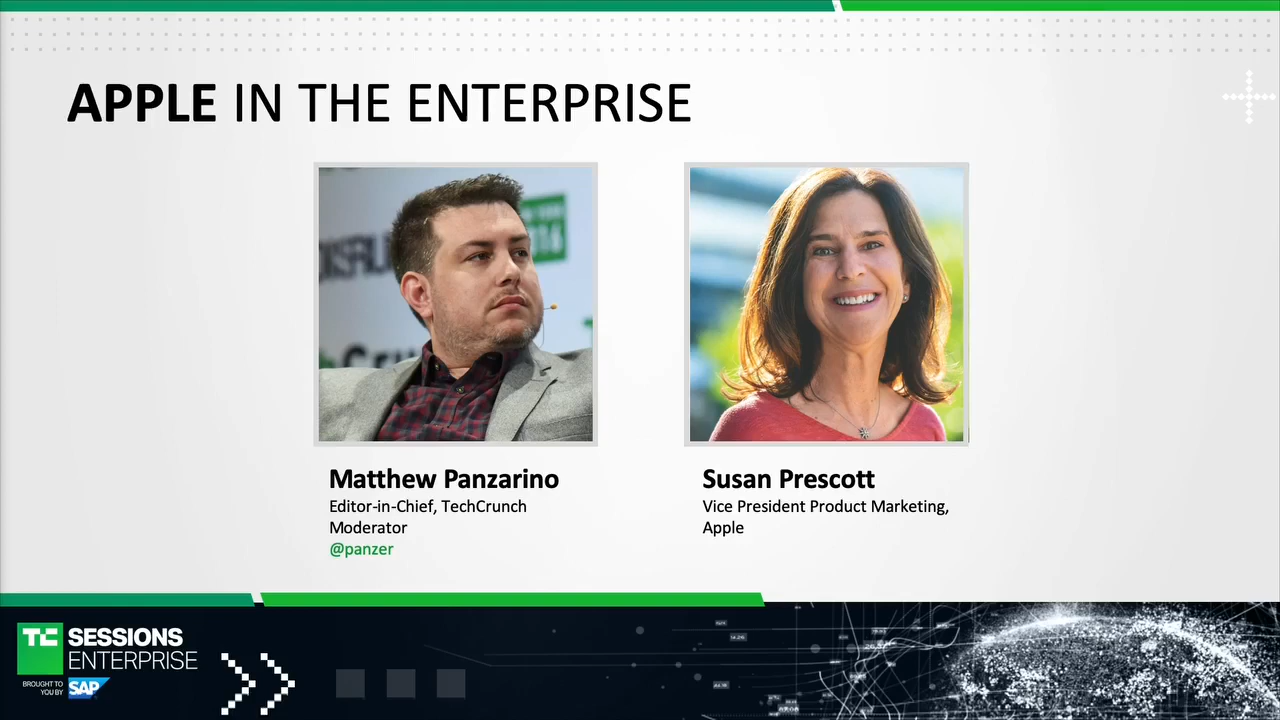 APPLE IN THE ENTERPRISE
Matthew Panzarino
Editor-in-Chief, TechCrunch
Moderator
@panzer
Susan Prescott
Vice President Product Marketing,
Apple
TC SESSIONS
ENTERPRISE
BROUGHT TO
YOU BY SAP